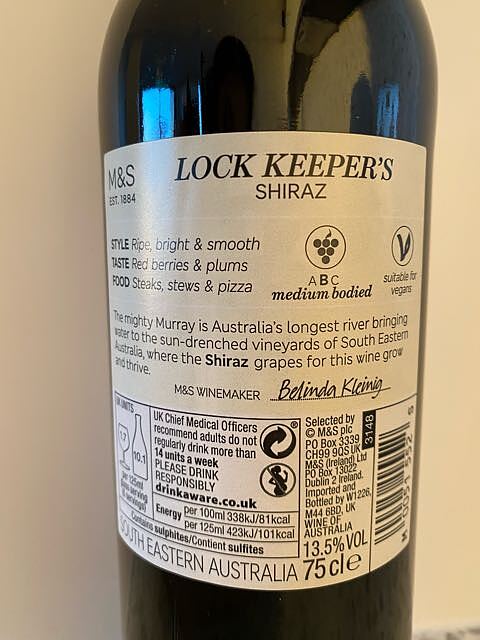 M&S
EST. 1884
LOCK KEEPER'S
SHIRAZ
STYLE Ripe, bright & smooth
TASTE Red berries & plums
FOOD Steaks, stews & pizza
ABC
medium bodied
suitable for
vegans
The mighty Murray is Australia's longest river bringing
water to the sun-drenched vineyards of South Eastern
Australia, where the Shiraz grapes for this wine grow
and thrive.
M&S WINEMAKER Belinda Kleinig
UK UNITS
1.7
10.1
Per 125ml
UK Chief Medical Officers
recommend adults do not
regularly drink more than
14 units a week
PLEASE DRINK
RESPONSIBLY
drinkaware.co.uk
Energy per 100ml 338kJ/81kcal
per 125ml 423kJ/101kcal
Contains sulphites/Contient sulfites
Selected by
© M&S plc
PO Box 3339
CH99 9QS UK
M&S (Ireland) Ltd
PO Box 13022
Dublin 2 Ireland.
Imported and
Bottled by W1226,
M44 6BD, UK
WINE OF
AUSTRALIA
13.5%VOL
3148
SOUTH EASTERN AUSTRALIA 75cl e